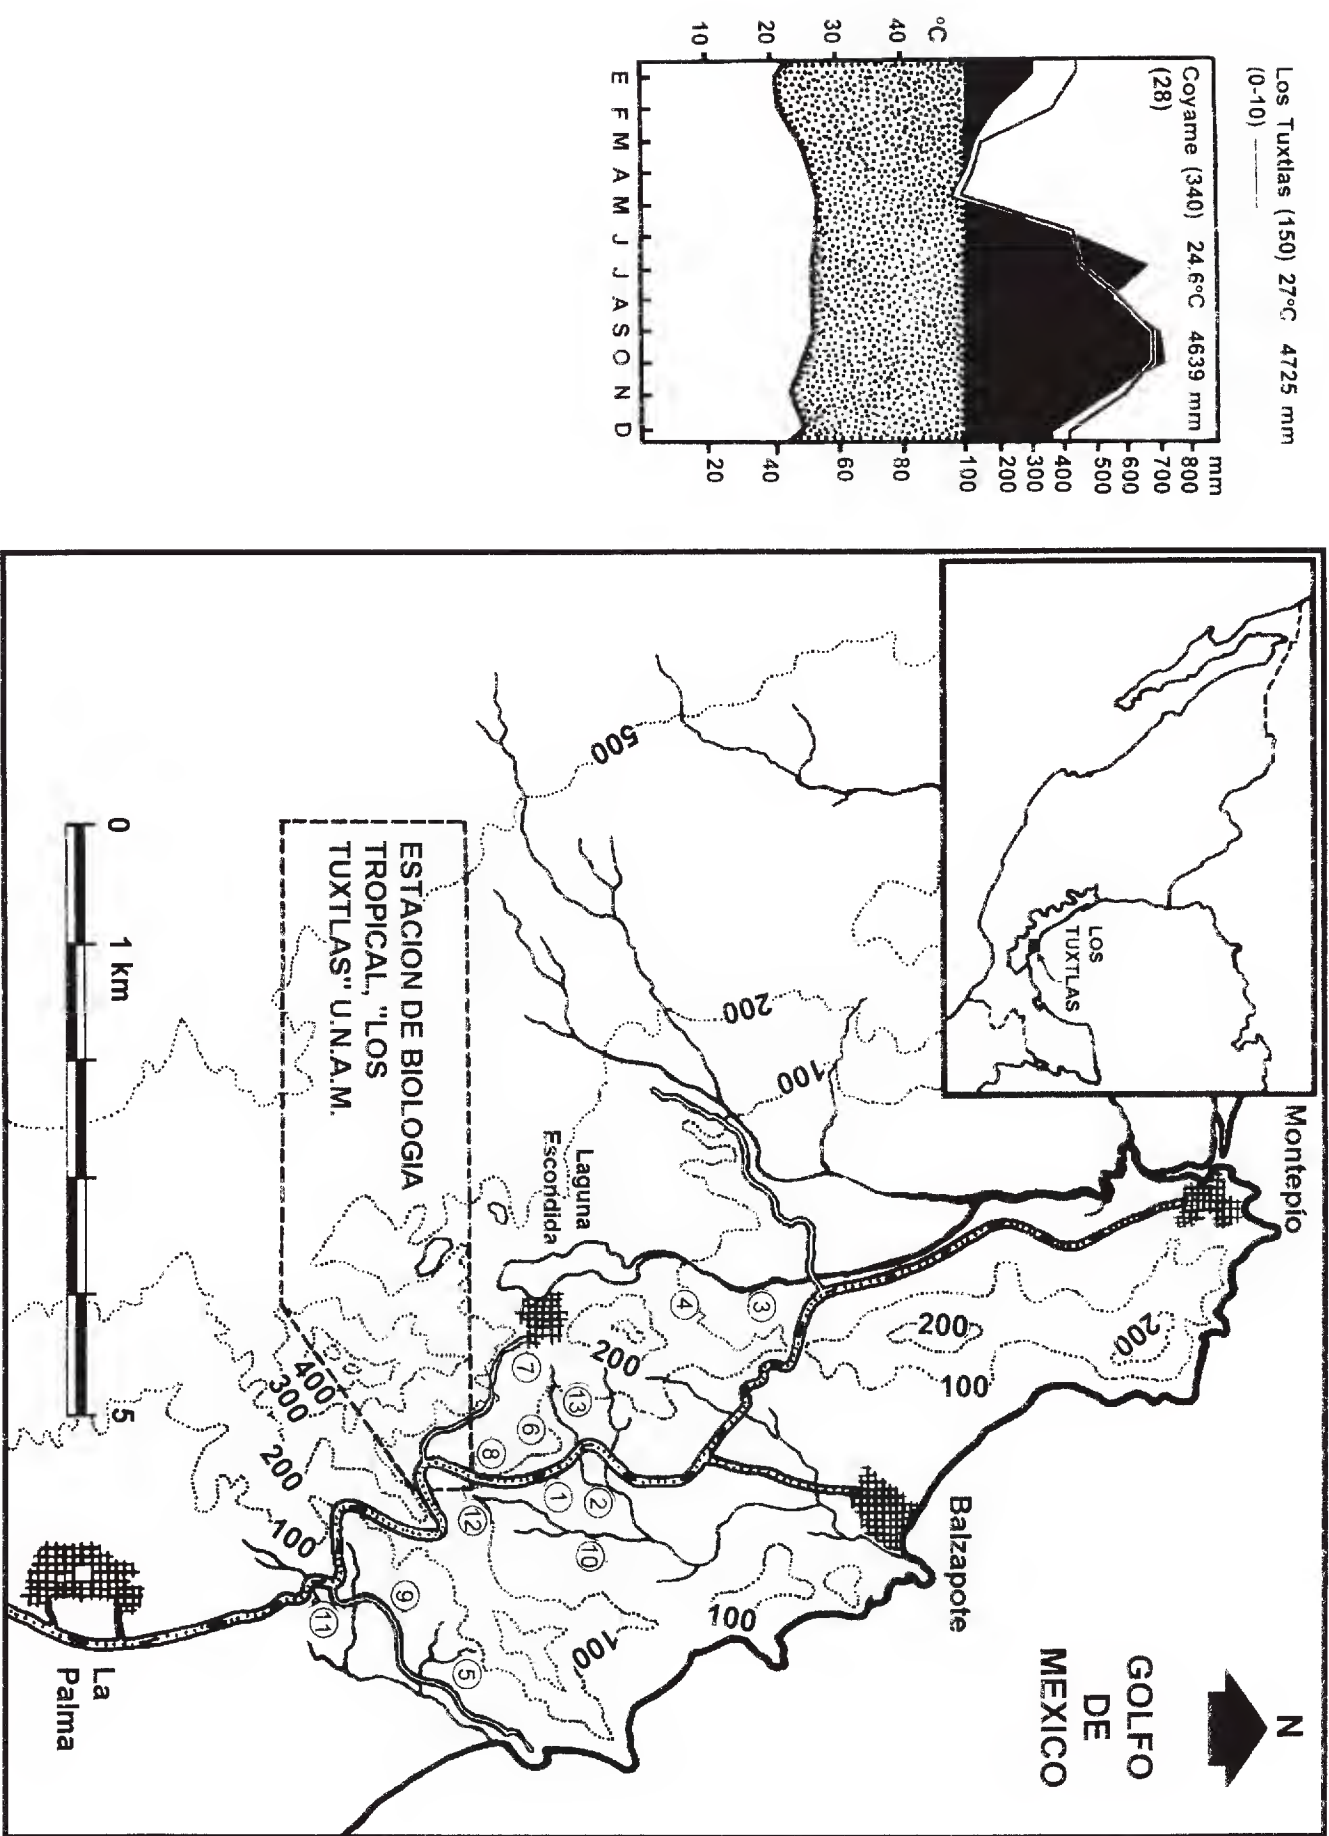 Los Tuxtlas (150) 27°C 4725 mm
(0-10)
Coyame (340) 24.6°C 4639 mm
(28)
°C
40
30
20
10
mm
800
700
600
500
400
300
200
100
80
60
40
20
E F M A M J J A S O N D
Montepío
N
GOLFO
DE
MEXICO
LOS
TUXTLAS
Balzapote
200
200
100
100
100
500
200
100
3
4
Laguna
Escondida
200
7
13
6
8
1
2
10
12
9
5
11
ESTACION DE BIOLOGIA
TROPICAL, "LOS
TUXTLAS" U.N.A.M.
400
300
200
100
La
Palma
0 1 km 5